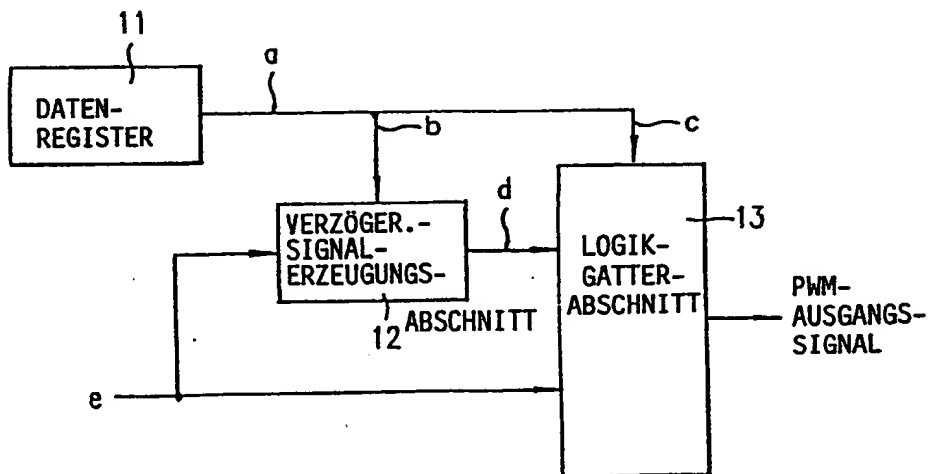 11
DATEN-
REGISTER
a
b
c
VERZÖGER.-
SIGNAL-
ERZEUGUNGS-
ABSCHNITT
12
d
13
LOGIK-
GATTER-
ABSCHNITT
PWM-
AUSGANGS-
SIGNAL
e